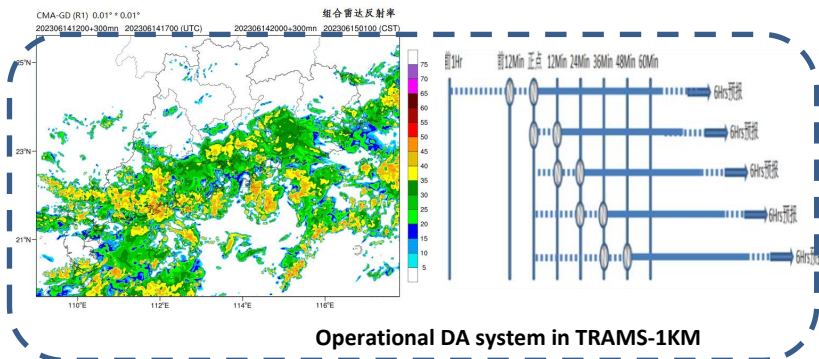 CMA-GD (R1) 0.01° * 0.01°
组合雷达反射率
202306141200+300mn 202306141700 (UTC)
202306142000+300mn 202306150100 (CST)
25°N
23°N
21°N
110°E
112°E
114°E
116°E
75
70
65
60
55
50
45
40
35
30
25
20
15
10
5
前1Hr
前12Min
正点
12Min
24Min
36Min
48Min
60Min
6Hrs预报
6Hrs预报
6Hrs预报
6Hrs预报
6Hrs预报
Operational DA system in TRAMS-1KM